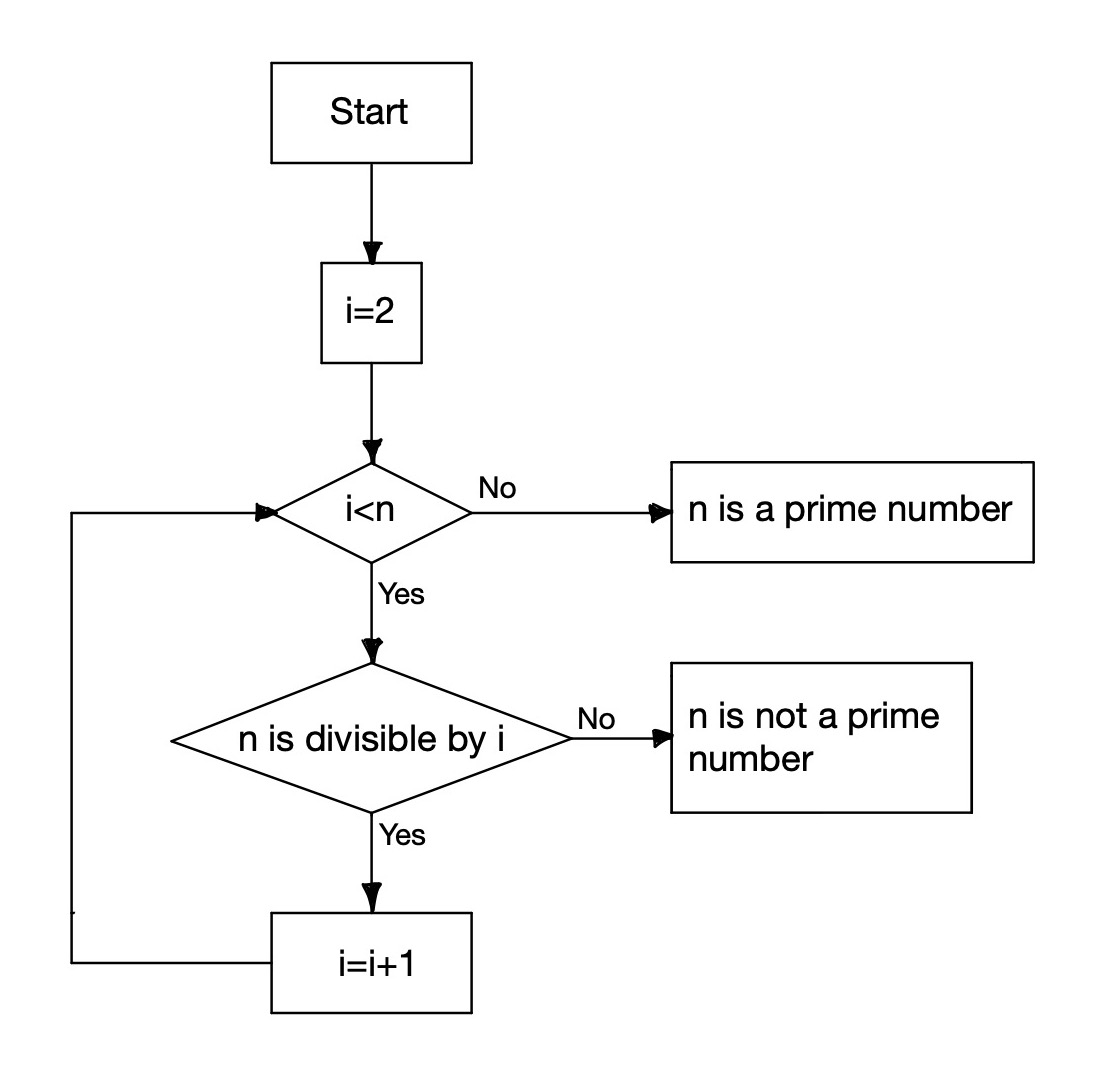 Start
i=2
i<n
No
n is a prime number
Yes
n is divisible by i
No
n is not a prime
number
Yes
i=i+1